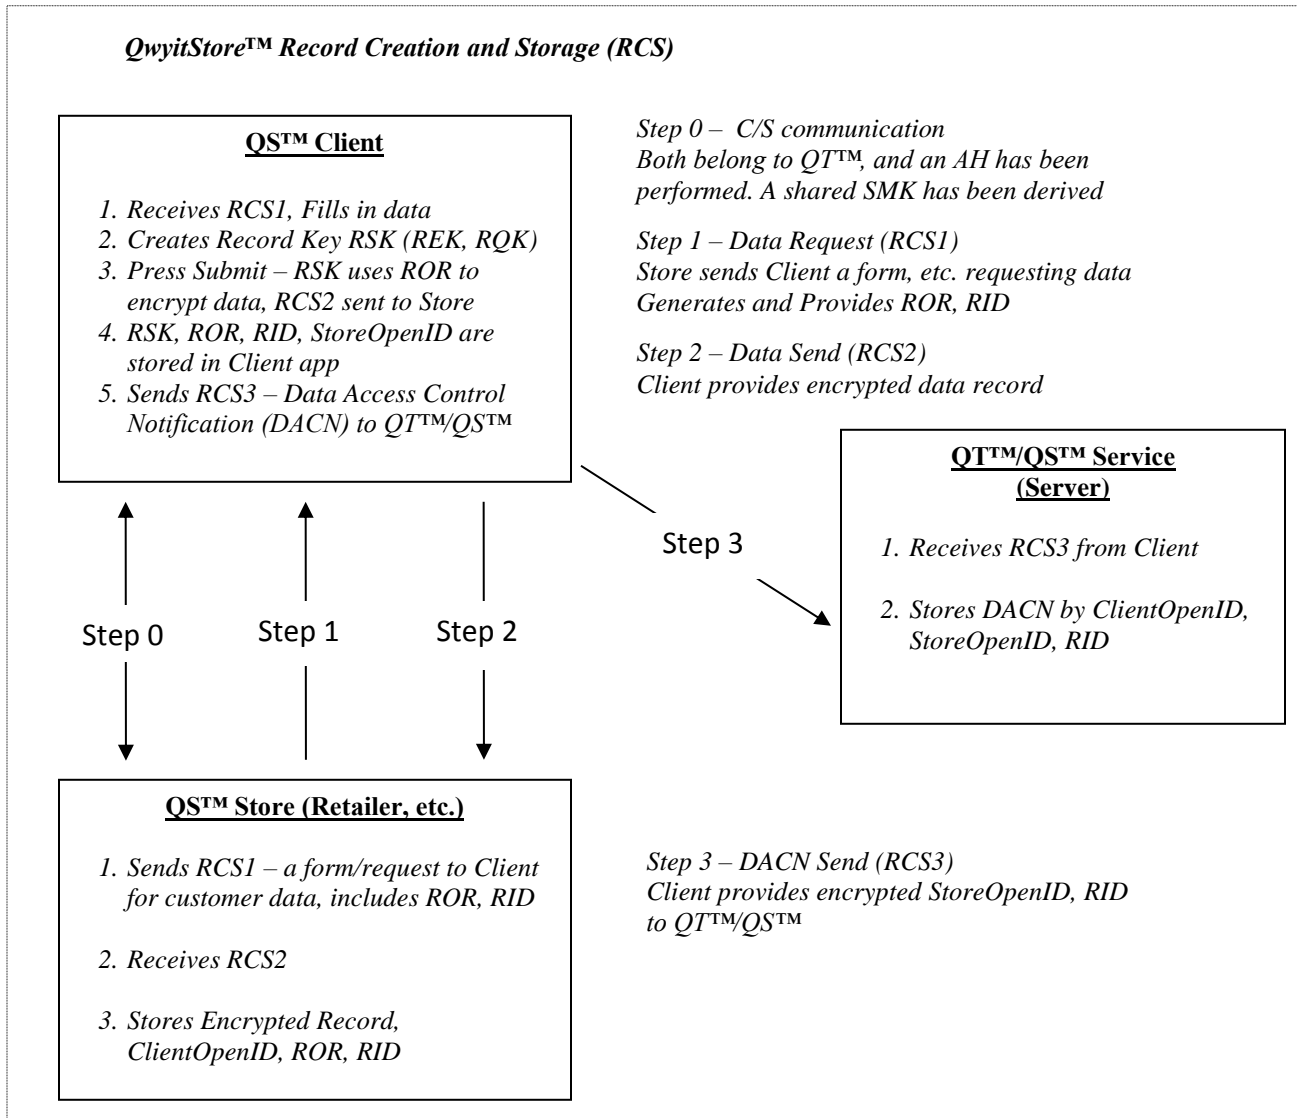 QwyitStore™ Record Creation and Storage (RCS)
QS™ Client
1. Receives RCS1, Fills in data
2. Creates Record Key RSK (REK, RQK)
3. Press Submit – RSK uses ROR to
encrypt data, RCS2 sent to Store
4. RSK, ROR, RID, StoreOpenID are
stored in Client app
5. Sends RCS3 – Data Access Control
Notification (DACN) to QT™/QS™
Step 0 – C/S communication
Both belong to QT™, and an AH has been
performed. A shared SMK has been derived
Step 1 – Data Request (RCS1)
Store sends Client a form, etc. requesting data
Generates and Provides ROR, RID
Step 2 – Data Send (RCS2)
Client provides encrypted data record
QT™/QS™ Service
(Server)
1. Receives RCS3 from Client
2. Stores DACN by ClientOpenID,
StoreOpenID, RID
Step 3
Step 0
Step 1
Step 2
QS™ Store (Retailer, etc.)
1. Sends RCS1 – a form/request to Client
for customer data, includes ROR, RID
2. Receives RCS2
3. Stores Encrypted Record,
ClientOpenID, ROR, RID
Step 3 – DACN Send (RCS3)
Client provides encrypted StoreOpenID, RID
to QT™/QS™